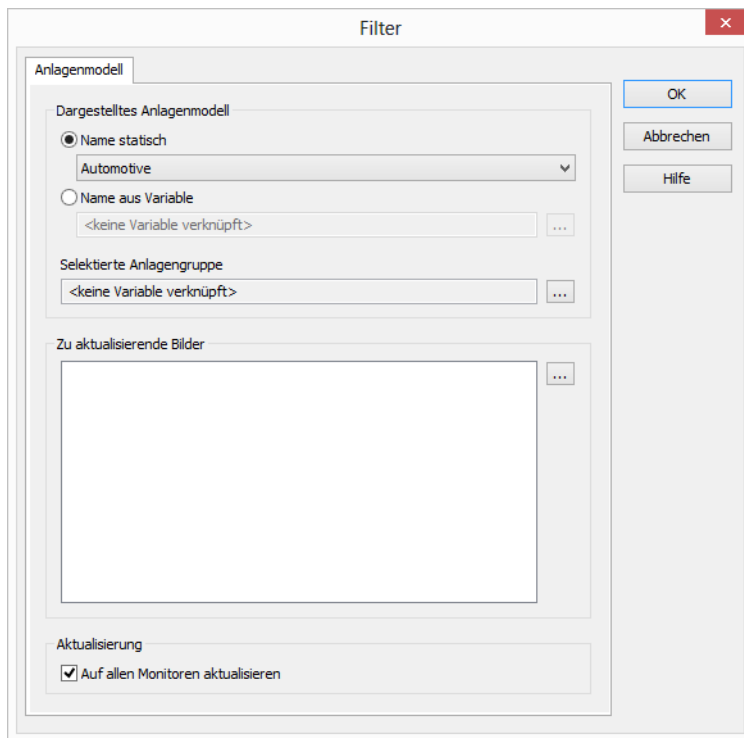 Filter
Anlagenmodell
Dargestelltes Anlagenmodell
Name statisch
Automotive
Name aus Variable
<keine Variable verknüpft>
...
Selektierte Anlagengruppe
<keine Variable verknüpft>
...
Zu aktualisierende Bilder
...
Aktualisierung
Auf allen Monitoren aktualisieren
OK
Abbrechen
Hilfe